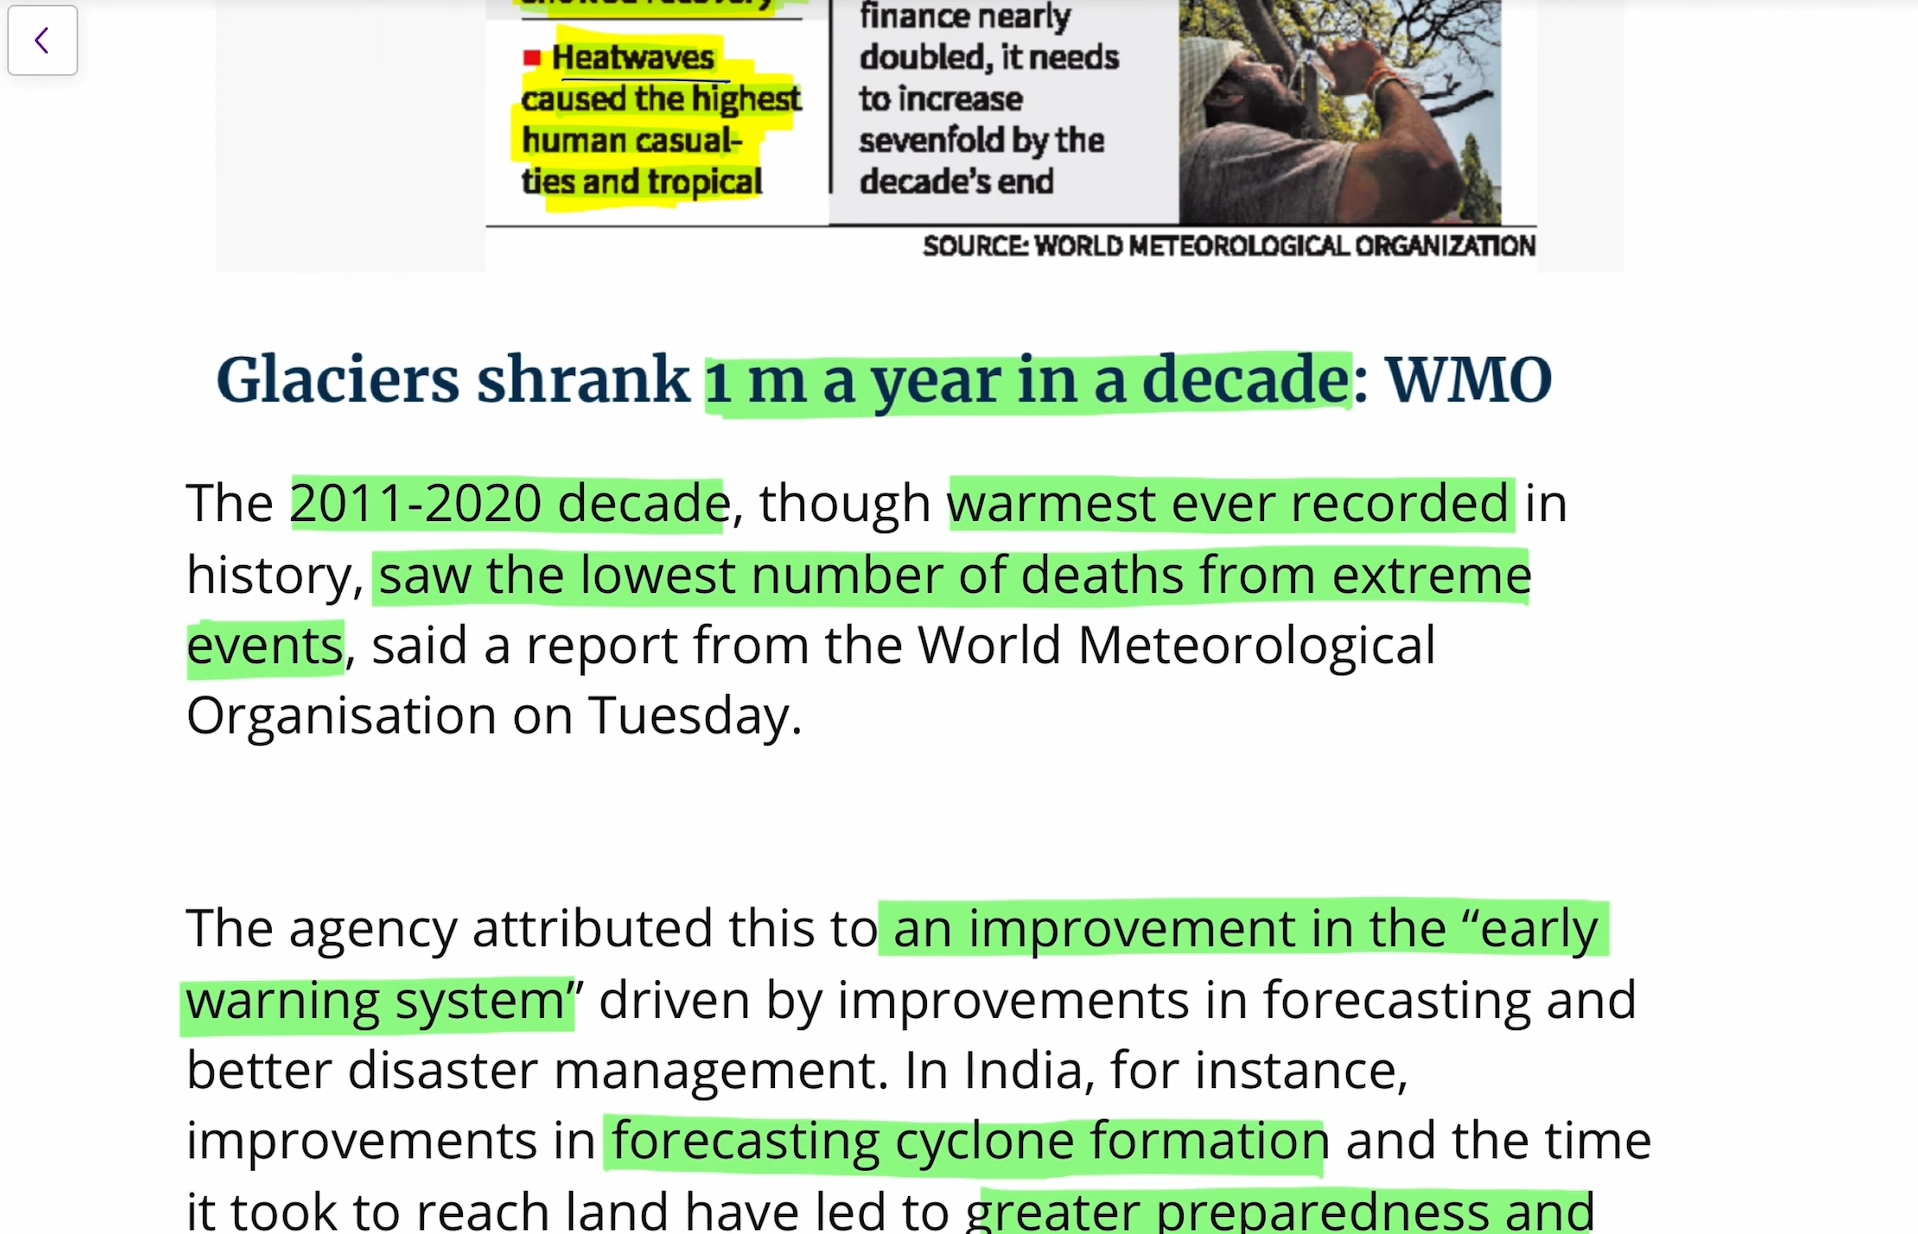 Heatwaves
caused the highest
human casual-
ties and tropical
finance nearly
doubled, it needs
to increase
sevenfold by the
decade's end
SOURCE: WORLD METEOROLOGICAL ORGANIZATION
Glaciers shrank 1 m a year in a decade: WMO
The 2011-2020 decade, though warmest ever recorded in
history, saw the lowest number of deaths from extreme
events, said a report from the World Meteorological
Organisation on Tuesday.
The agency attributed this to an improvement in the “early
warning system” driven by improvements in forecasting and
better disaster management. In India, for instance,
improvements in forecasting cyclone formation and the time
it took to reach land have led to greater preparedness and